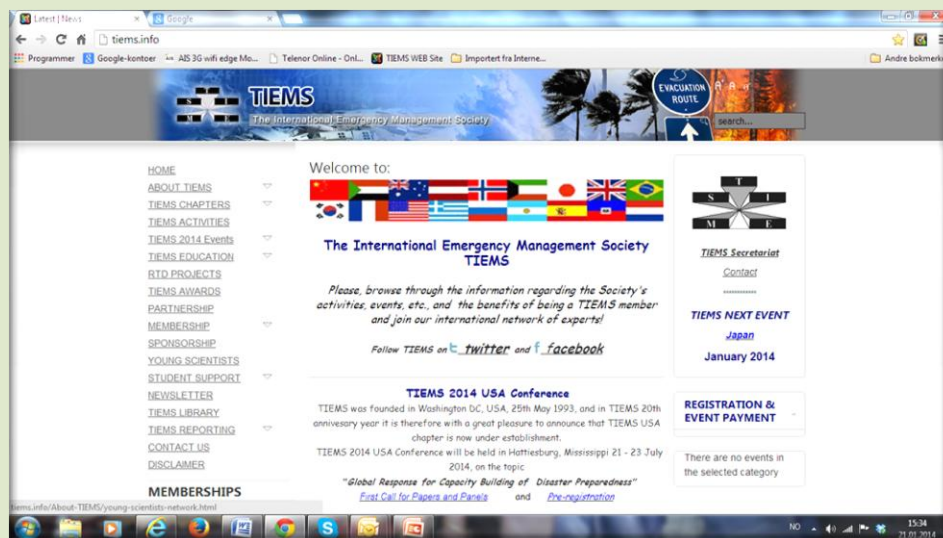 Latest | News
Google
tiems.info
Programmer
Google-kontoer
AIS 3G wifi edge Mo...
Telenor Online - Onl...
TIEMS WEB Site
Importert fra Interne...
Andre bokmerker
TIEMS
The International Emergency Management Society
EVACUATION
ROUTE
search...
HOME
ABOUT TIEMS
TIEMS CHAPTERS
TIEMS ACTIVITIES
TIEMS 2014 Events
TIEMS EDUCATION
RTD PROJECTS
TIEMS AWARDS
PARTNERSHIP
MEMBERSHIP
SPONSORSHIP
YOUNG SCIENTISTS
STUDENT SUPPORT
NEWSLETTER
TIEMS LIBRARY
TIEMS REPORTING
CONTACT US
DISCLAIMER
MEMBERSHIPS
tiems.info/About-TIEMS/young-scientists-network.html
Welcome to:
The International Emergency Management Society
TIEMS
Please, browse through the information regarding the Society's
activities, events, etc., and the benefits of being a TIEMS member
and join our international network of experts!
Follow TIEMS on twitter and facebook
TIEMS 2014 USA Conference
TIEMS was founded in Washington DC, USA, 25th May 1993, and in TIEMS 20th
annivesary year it is therefore with a great pleasure to announce that TIEMS USA
chapter is now under establishment.
TIEMS 2014 USA Conference will be held in Hattiesburg, Mississippi 21 - 23 July
2014, on the topic
"Global Response for Capacity Building of Disaster Preparedness"
First Call for Papers and Panels and Pre-registration
T
S I
M E
TIEMS Secretariat
Contact
------------
TIEMS NEXT EVENT
Japan
January 2014
REGISTRATION &
EVENT PAYMENT
There are no events in
the selected category
NO
15:34
21.01.2014